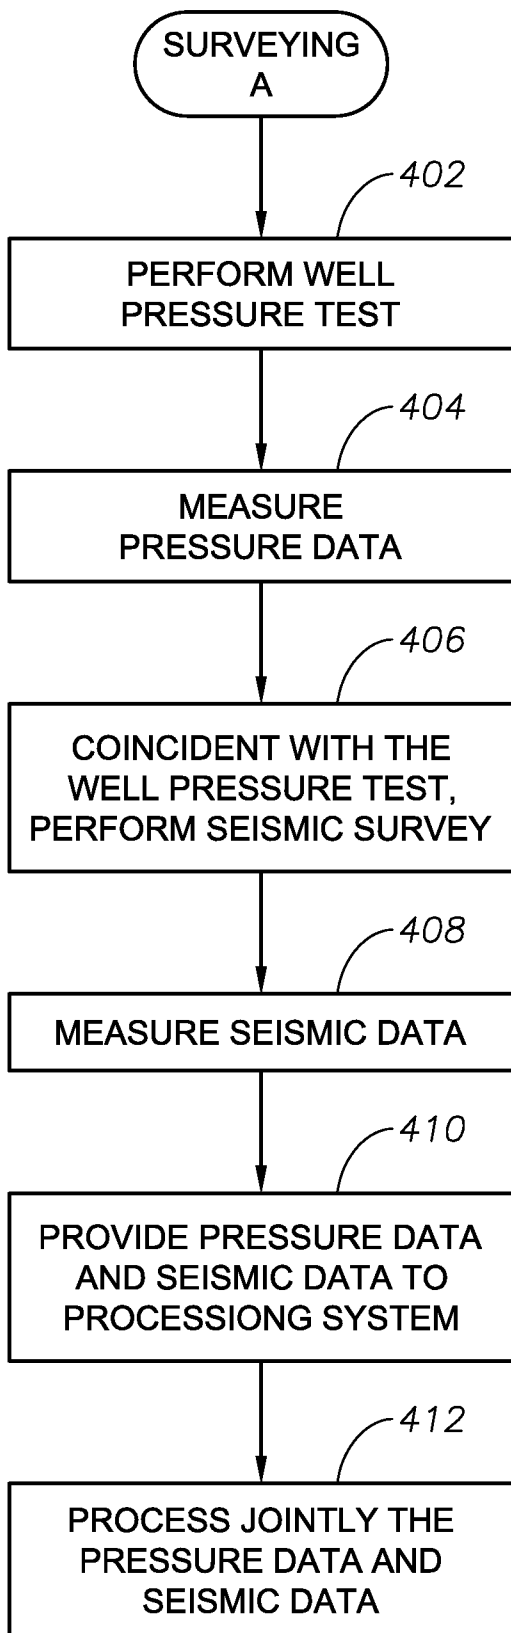 SURVEYING
A
402
PERFORM WELL
PRESSURE TEST
404
MEASURE
PRESSURE DATA
406
COINCIDENT WITH THE
WELL PRESSURE TEST,
PERFORM SEISMIC SURVEY
408
MEASURE SEISMIC DATA
410
PROVIDE PRESSURE DATA
AND SEISMIC DATA TO
PROCESSIONG SYSTEM
412
PROCESS JOINTLY THE
PRESSURE DATA AND
SEISMIC DATA